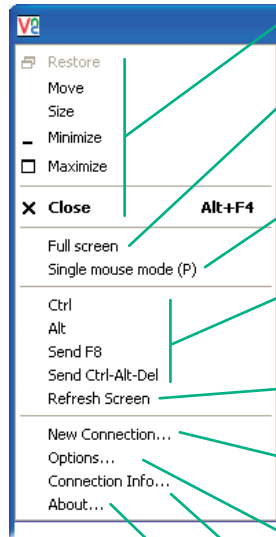 VC
Restore
Move
Size
Minimize
Maximize
Close Alt+F4
Full screen
Single mouse mode (P)
Ctrl
Alt
Send F8
Send Ctrl-Alt-Del
Refresh Screen
New Connection...
Options...
Connection Info...
About...